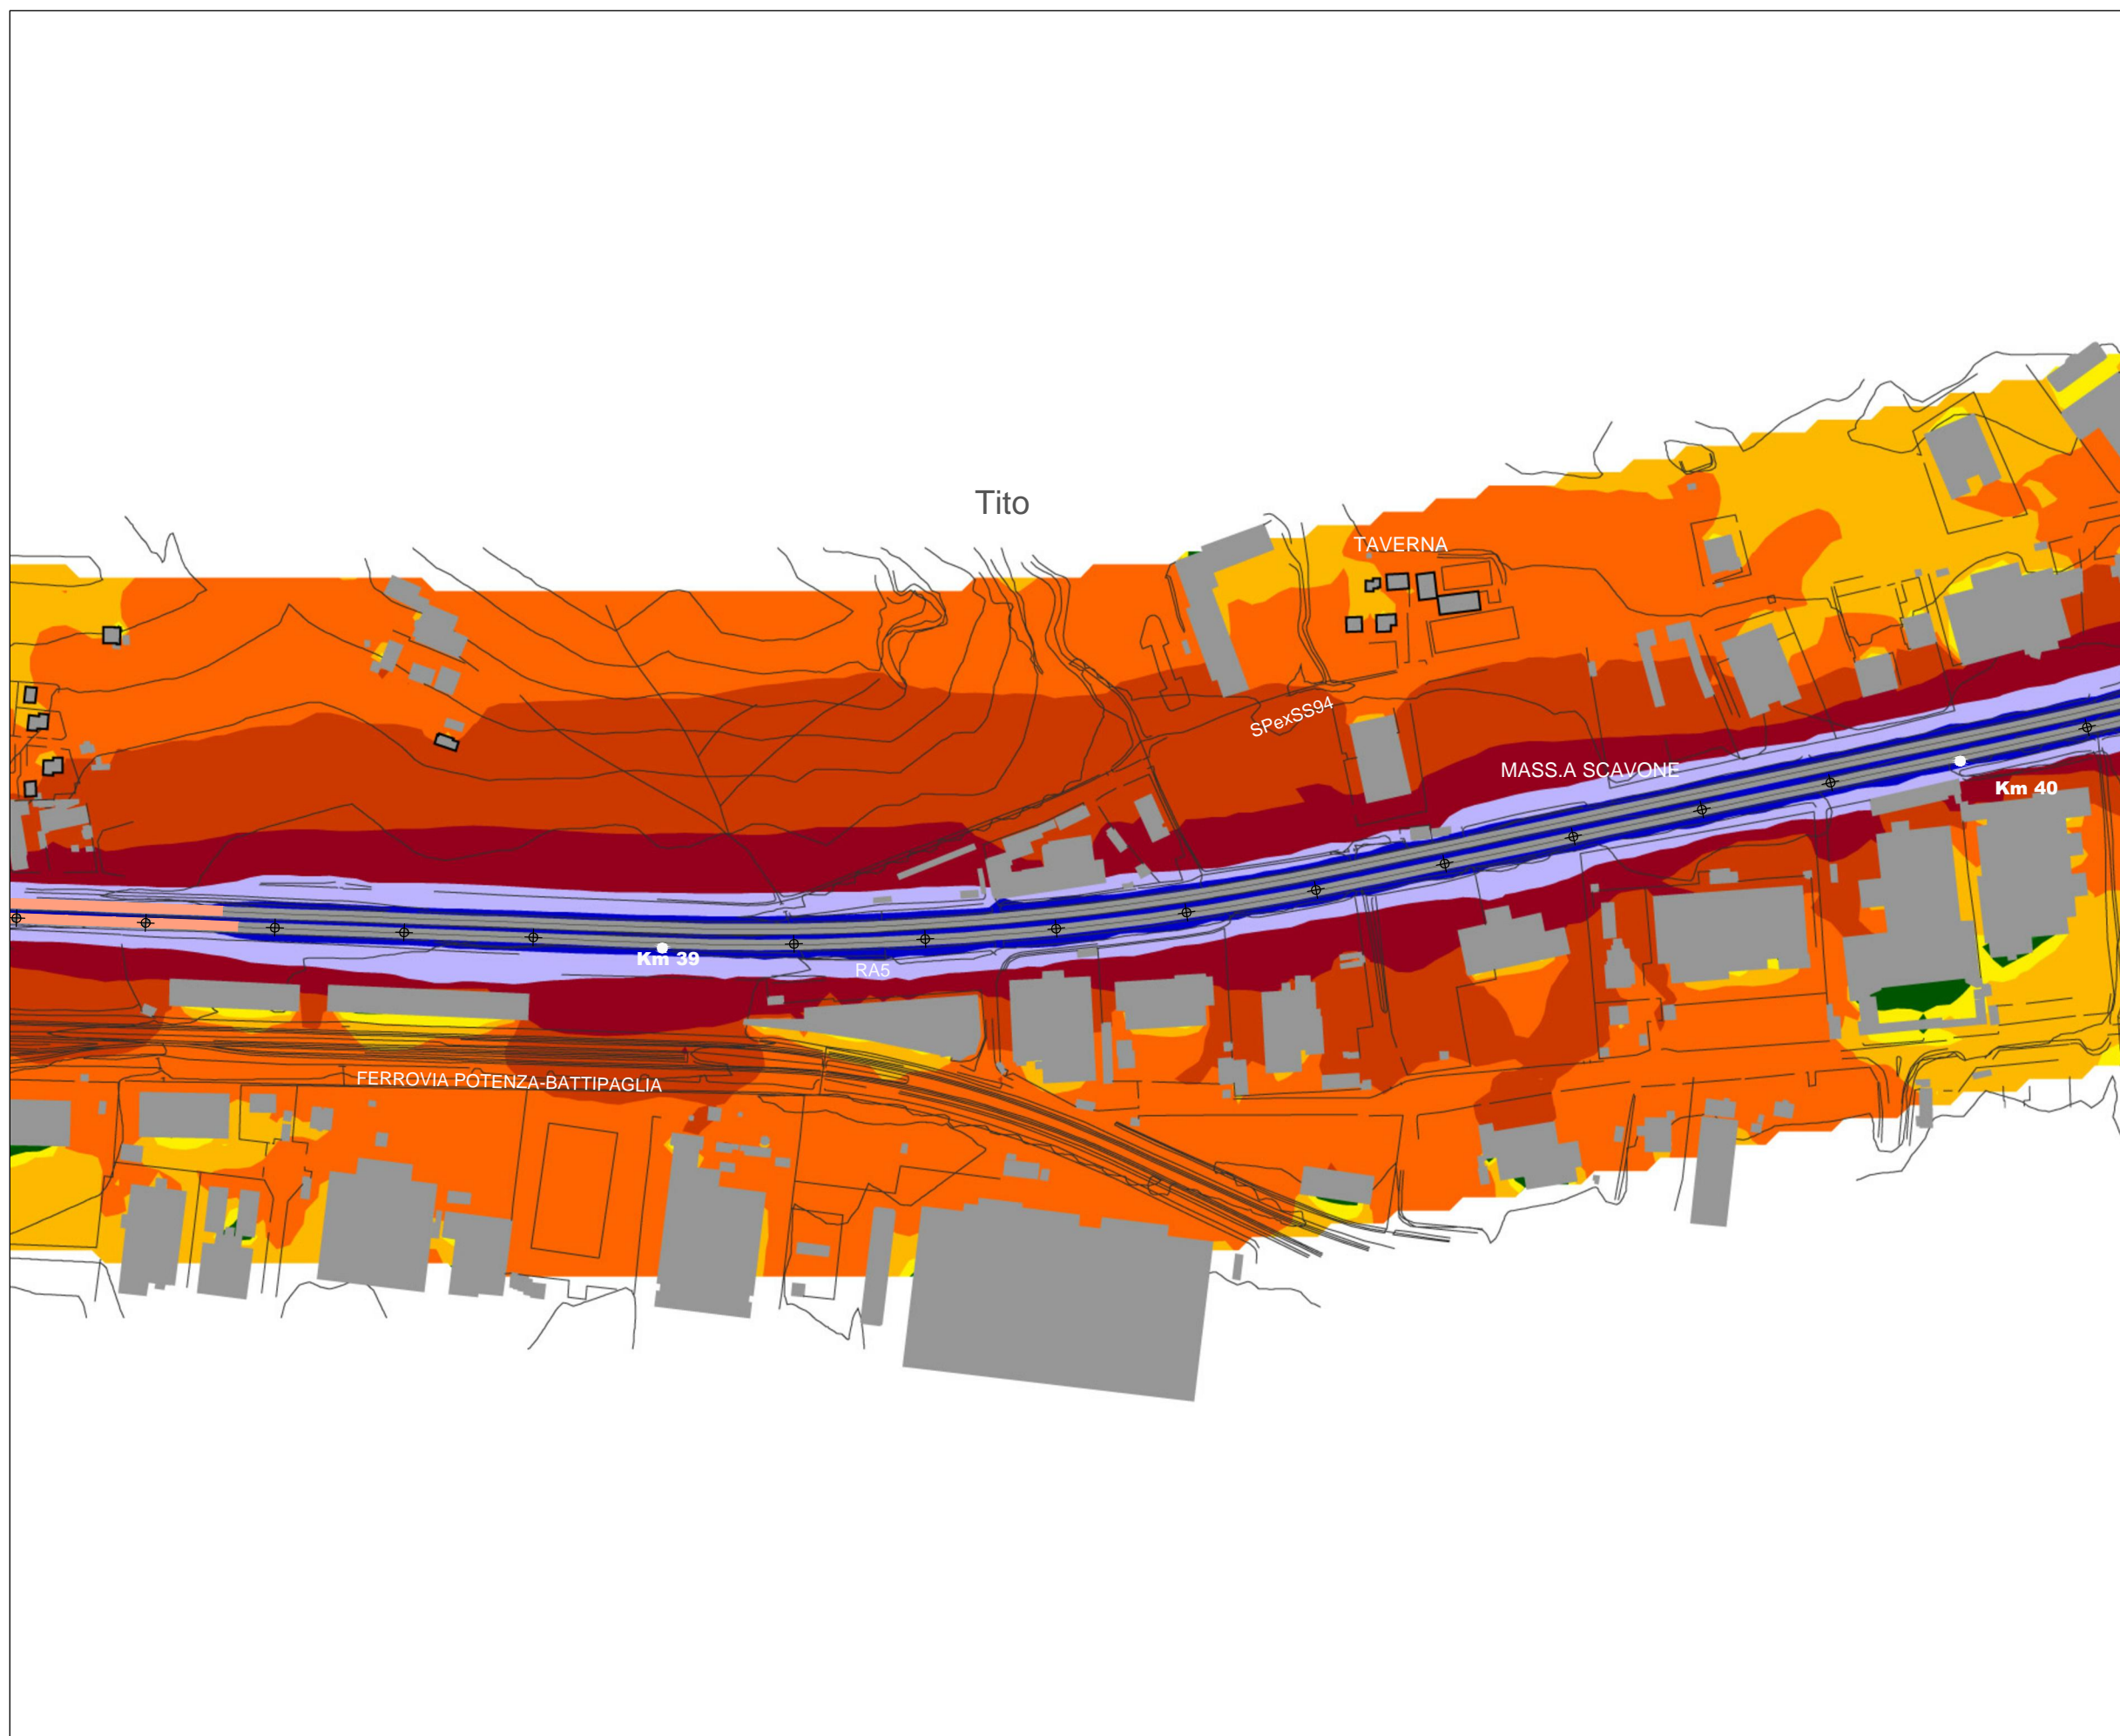 Tito
TAVERNA
SPexSS94
MASS.A SCAVONE
Km 40
Km 39
RA5
FERROVIA POTENZA-BATTIPAGLIA